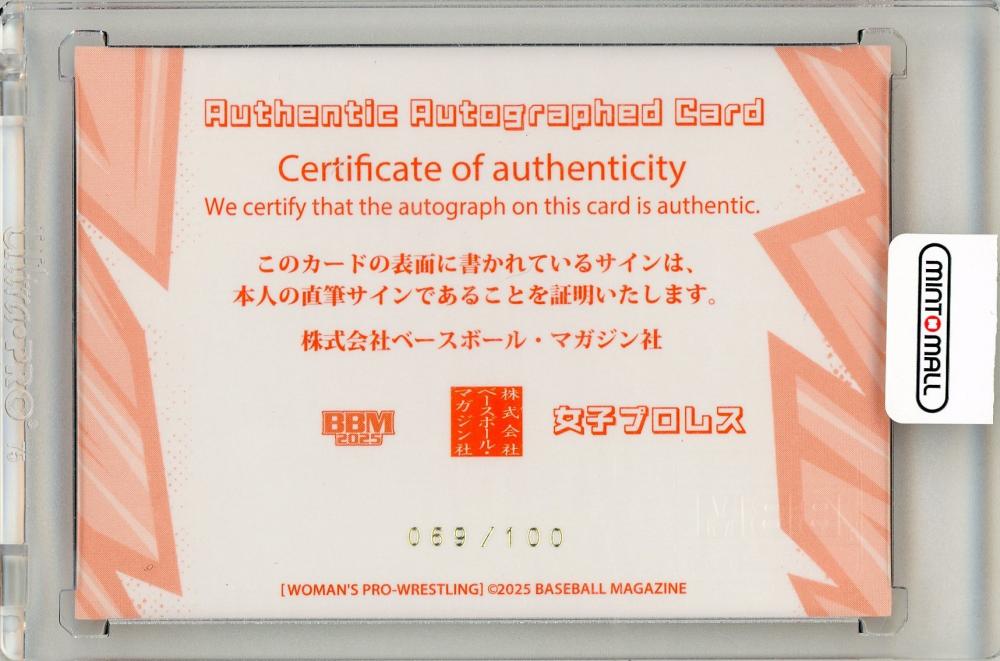 Authentic Autographed Card
Certificate of authenticity
We certify that the autograph on this card is authentic.
このカードの表面に書かれているサインは、
本人の直筆サインであることを証明いたします。
株式会社ベースボール・マガジン社
BBM
2025
株式会社
ベースボール・
マガジン社
女子プロレス
069/100
[WOMAN'S PRO-WRESTLING] ©2025 BASEBALL MAGAZINE
MINTOMALL
ULTRA·PRO